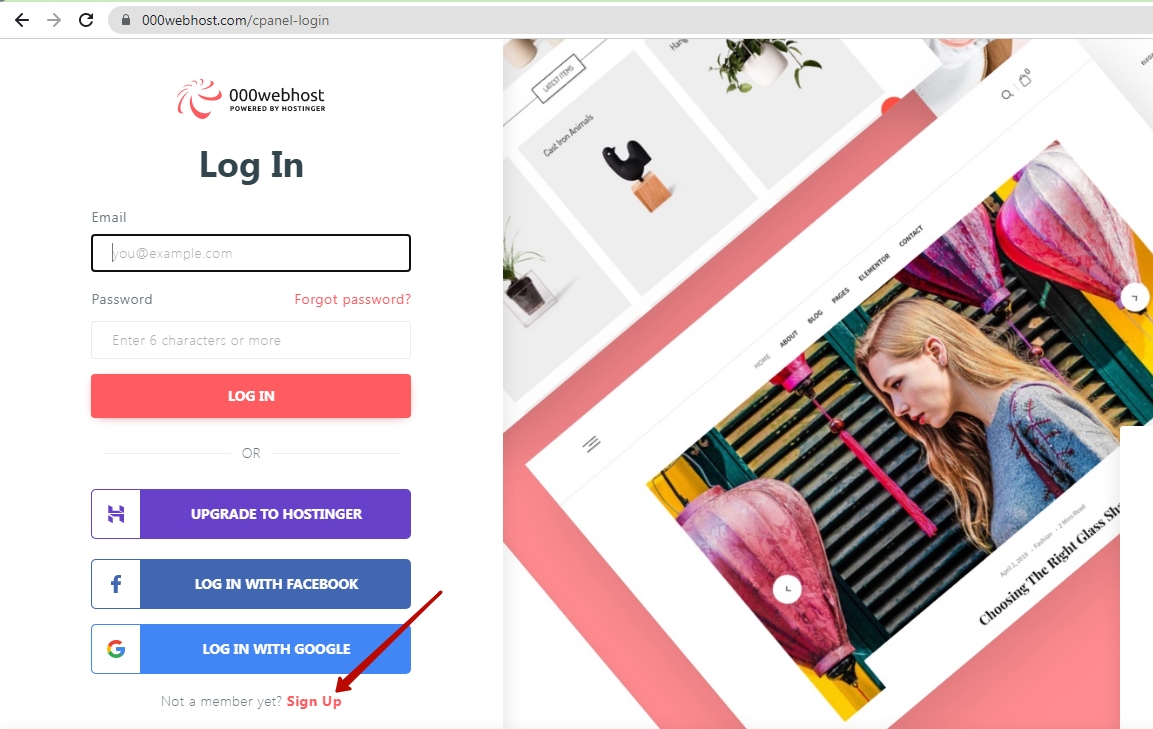 000webhost.com/cpanel-login
000webhost
POWERED BY HOSTINGER
Log In
Email
you@example.com
Password
Forgot password?
Enter 6 characters or more
LOG IN
OR
UPGRADE TO HOSTINGER
LOG IN WITH FACEBOOK
LOG IN WITH GOOGLE
Not a member yet? Sign Up
LATEST ITEMS
Cast Iron Animals
0
HOME
ABOUT
BLOG
PAGES
ELEMENTOR
CONTACT
April 2, 2019 - Fashion - 2 Mins Read
Choosing The Right Glass